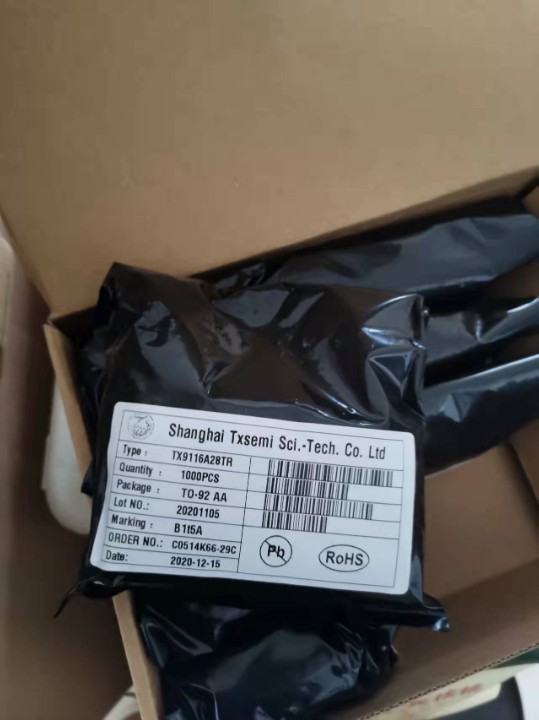 Shanghai Txsemi Sci.-Tech. Co. Ltd
Type: TX9116A28TR
Quantity: 1000PCS
Package: TO-92 AA
Lot NO.: 20201105
Marking: B1t5A
ORDER NO.: C0514K66-29C
Date: 2020-12-15
Pb
RoHS